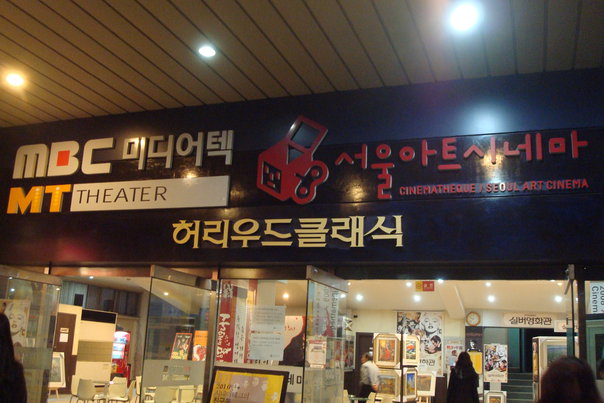 MBC 미디어텍
MT THEATER
서울아트시네마
CINEMATHEQUE / SEOUL ART CINEMA
허리우드클래식
실버영화관